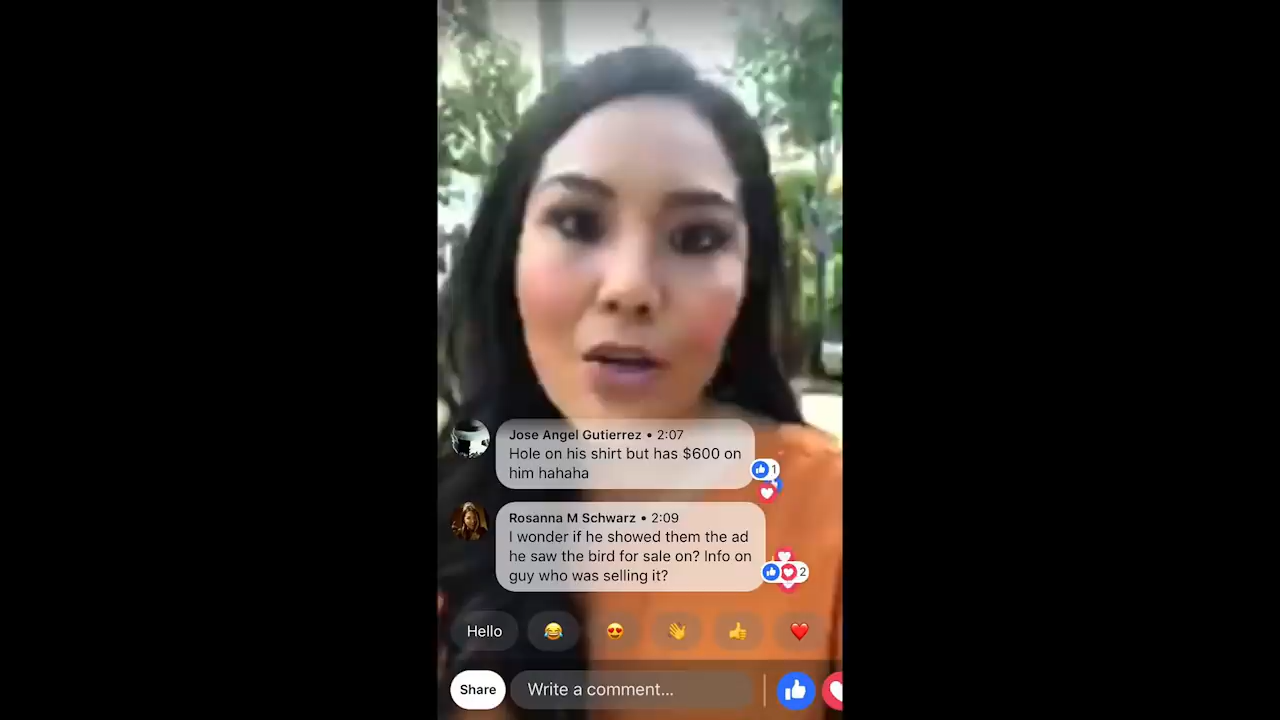 Jose Angel Gutierrez • 2:07
Hole on his shirt but has $600 on
him hahaha
1
Rosanna M Schwarz • 2:09
I wonder if he showed them the ad
he saw the bird for sale on? Info on
guy who was selling it?
2
Hello
Share
Write a comment...